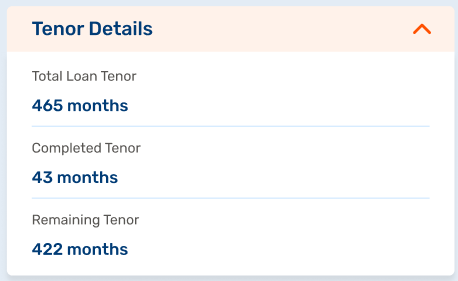 Tenor Details
Total Loan Tenor
465 months
Completed Tenor
43 months
Remaining Tenor
422 months